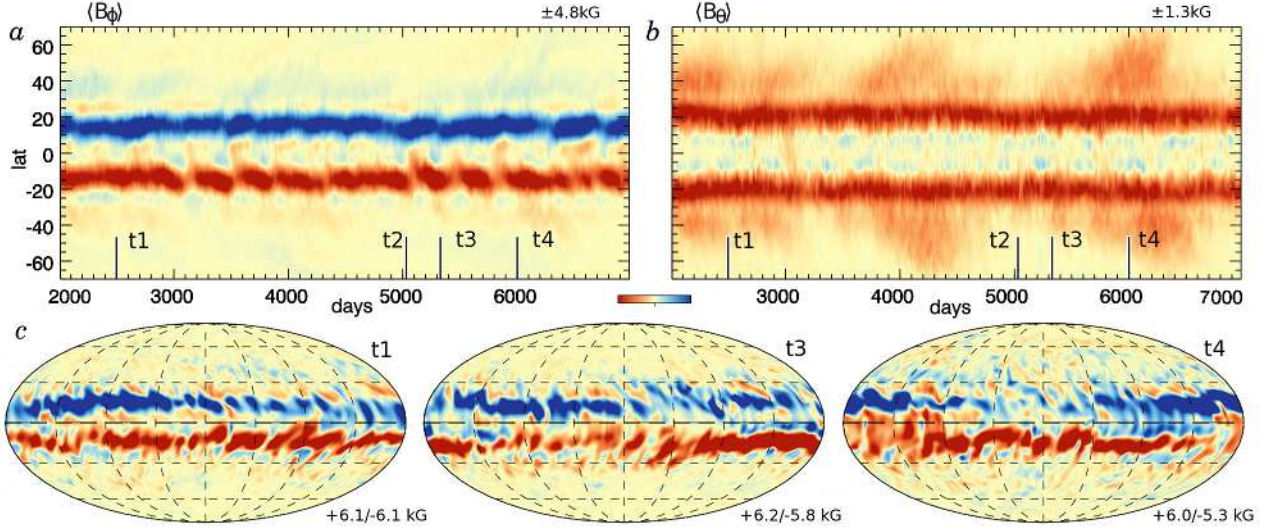 ⟨Bϕ⟩ ±4.8kG ⟨Bθ⟩ ±1.3kG
a b
60
40
20
lat 0
-20
-40
-60
t1 t2 t3 t4 t1 t2 t3 t4
2000 3000 4000 5000 6000 3000 4000 5000 6000 7000
days days
c
t1 t3 t4
+6.1/-6.1 kG +6.2/-5.8 kG +6.0/-5.3 kG